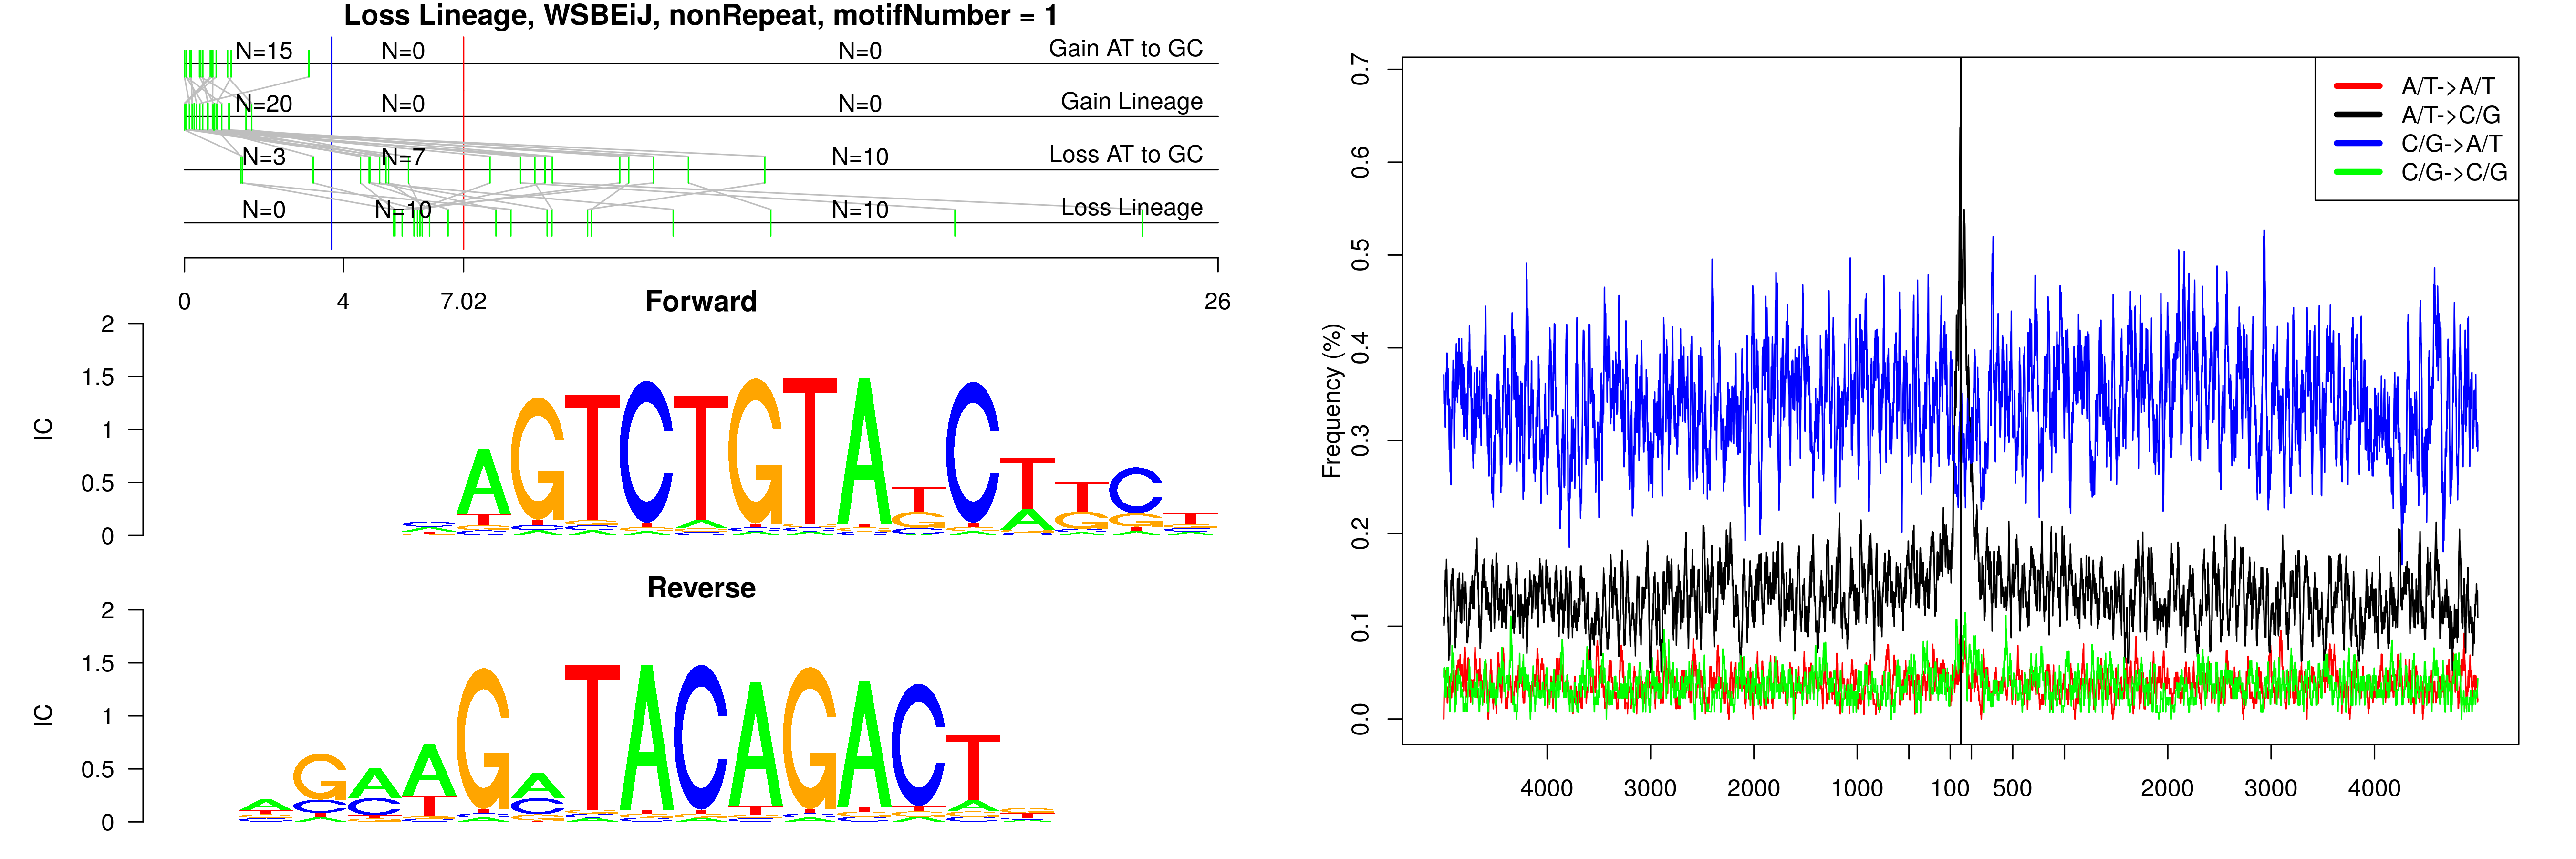 Loss Lineage, WSBEiJ, nonRepeat, motifNumber = 1
N=15 N=0 N=0 Gain AT to GC
N=20 N=0 N=0 Gain Lineage
N=3 N=7 N=10 Loss AT to GC
N=0 N=10 N=10 Loss Lineage
0 4 7.02 26
Forward
IC
2
1.5
1
0.5
0
AGTCTGTATCTTCT
Reverse
IC
2
1.5
1
0.5
0
AGAAGATACAGACT
Frequency (%)
0.7
0.6
0.5
0.4
0.3
0.2
0.1
0.0
A/T->A/T
A/T->C/G
C/G->A/T
C/G->C/G
4000 3000 2000 1000 100 500 2000 3000 4000